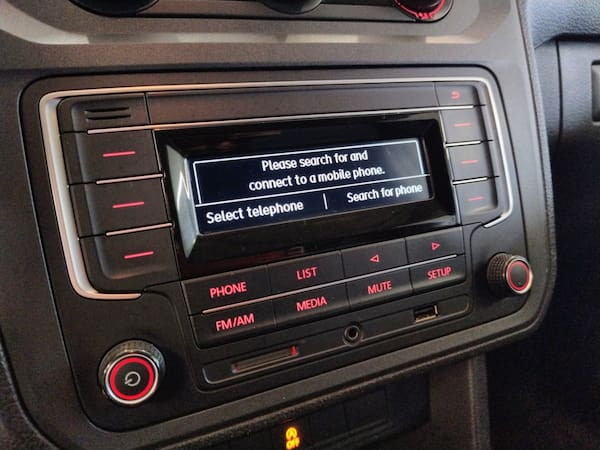 Please search for and
connect to a mobile phone.
Select telephone
Search for phone
PHONE
LIST
FM/AM
MEDIA
MUTE
SETUP
OFF